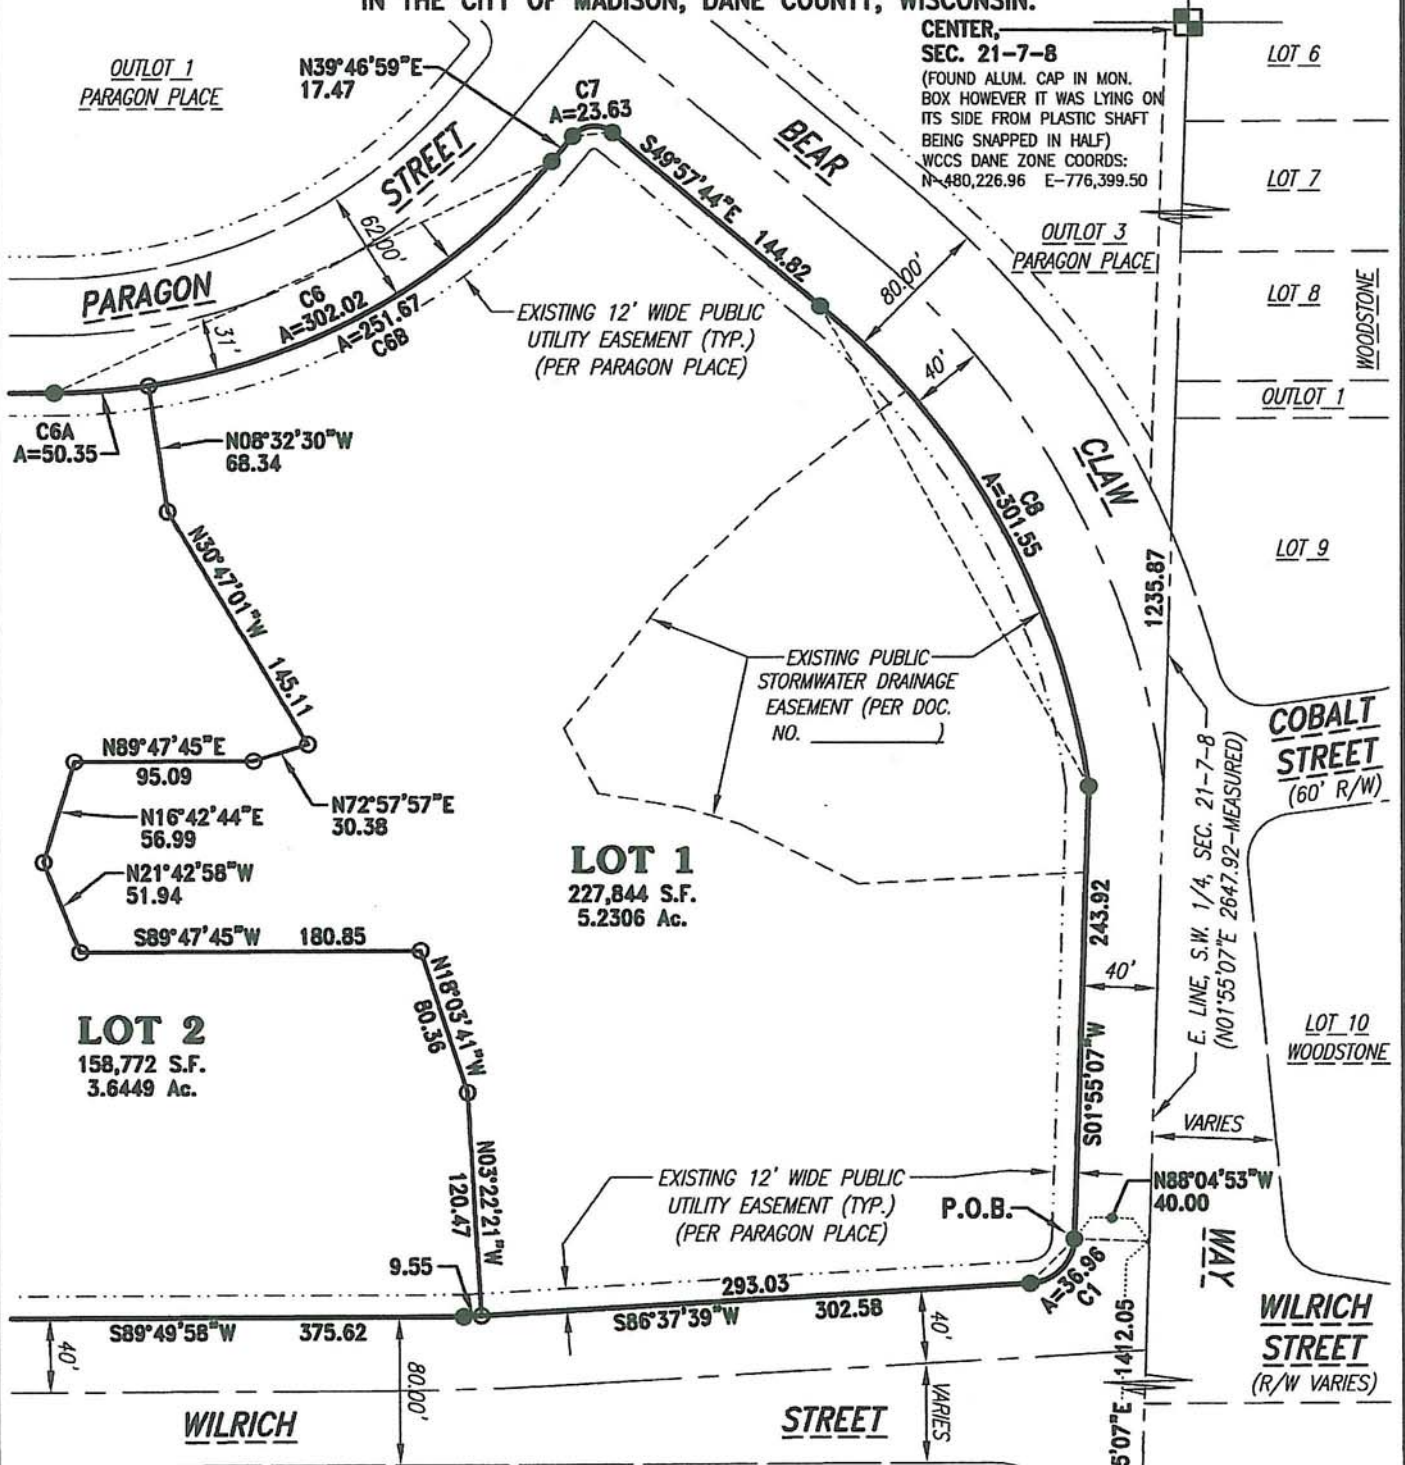 IN THE CITY OF MADISON, DANE COUNTY, WISCONSIN.
CENTER,
SEC. 21-7-8
(FOUND ALUM. CAP IN MON.
BOX HOWEVER IT WAS LYING ON
ITS SIDE FROM PLASTIC SHAFT
BEING SNAPPED IN HALF)
WCCS DANE ZONE COORDS:
N-480,226.96 E-776,399.50
OUTLOT 1
PARAGON PLACE
N39°46'59"E
17.47
C7
A=23.63
S49°57'44"E 144.82
PARAGON STREET
62.00'
31'
C6
A=302.02
A=251.67
C6B
C6A
A=50.35
EXISTING 12' WIDE PUBLIC
UTILITY EASEMENT (TYP.)
(PER PARAGON PLACE)
BEAR CLAW WAY
80.00'
40'
OUTLOT 3
PARAGON PLACE
LOT 6
LOT 7
LOT 8
WOODSTONE
OUTLOT 1
LOT 9
C8
A=301.55
1235.87
N08°32'30"W
68.34
N30°47'01"W 145.11
N89°47'45"E
95.09
N72°57'57"E
30.38
N16°42'44"E
56.99
N21°42'58"W
51.94
S89°47'45"W 180.85
N18°03'41"W
80.36
N03°22'21"W
120.47
EXISTING PUBLIC
STORMWATER DRAINAGE
EASEMENT (PER DOC.
NO. ____________)
LOT 1
227,844 S.F.
5.2306 Ac.
LOT 2
158,772 S.F.
3.6449 Ac.
243.92
S01°55'07"W
40'
E. LINE, S.W. 1/4, SEC. 21-7-8
(N01°55'07"E 2647.92-MEASURED)
COBALT
STREET
(60' R/W)
LOT 10
WOODSTONE
VARIES
EXISTING 12' WIDE PUBLIC
UTILITY EASEMENT (TYP.)
(PER PARAGON PLACE)
P.O.B.
N88°04'53"W
40.00
A=36.96
C1
9.55
293.03
S86°37'39"W 302.58
S89°49'58"W 375.62
40'
80.00'
40'
VARIES
5'07"E 1412.05
WILRICH
STREET
(R/W VARIES)
WILRICH STREET